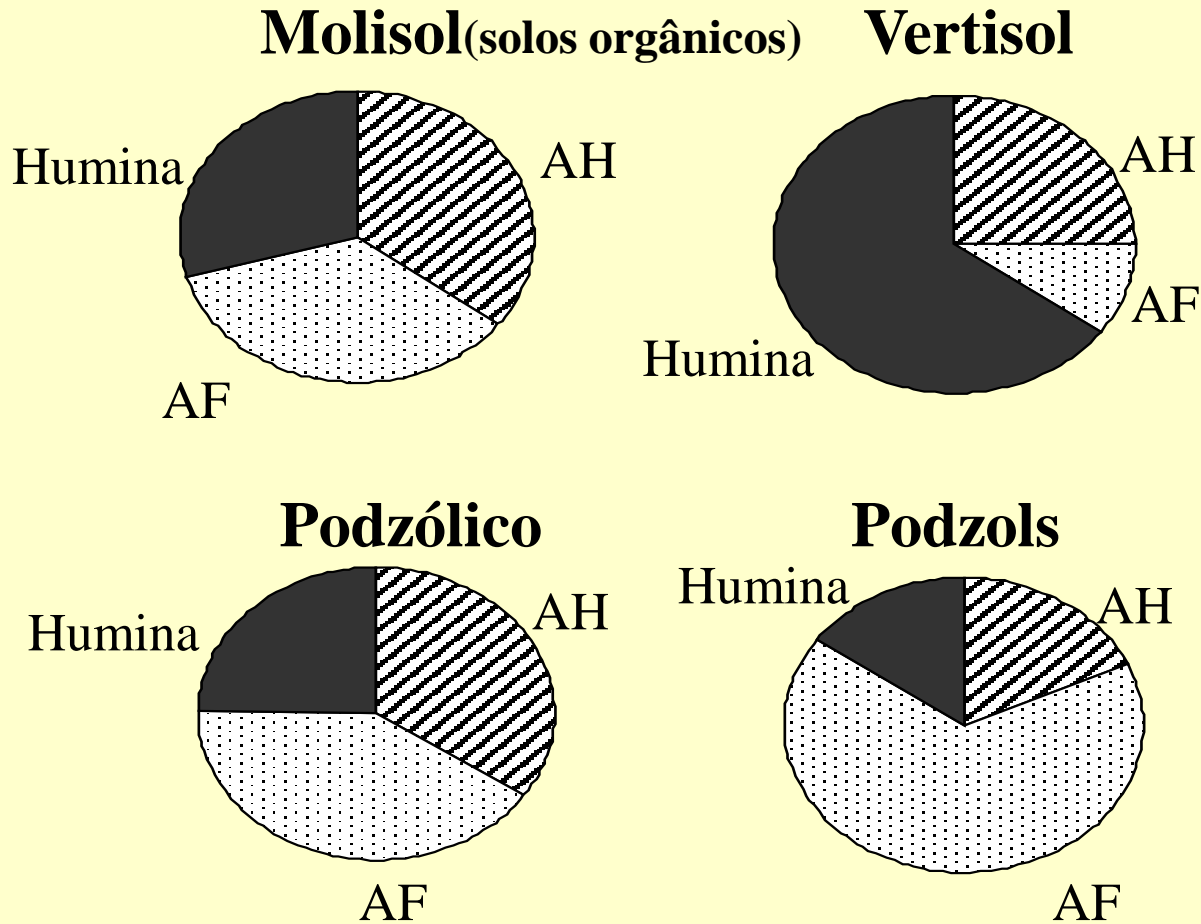 Molisol(solos orgânicos)
Vertisol
Humina
AH
AF
AH
AF
Humina
Podzólico
Podzols
Humina
AH
AF
Humina
AH
AF